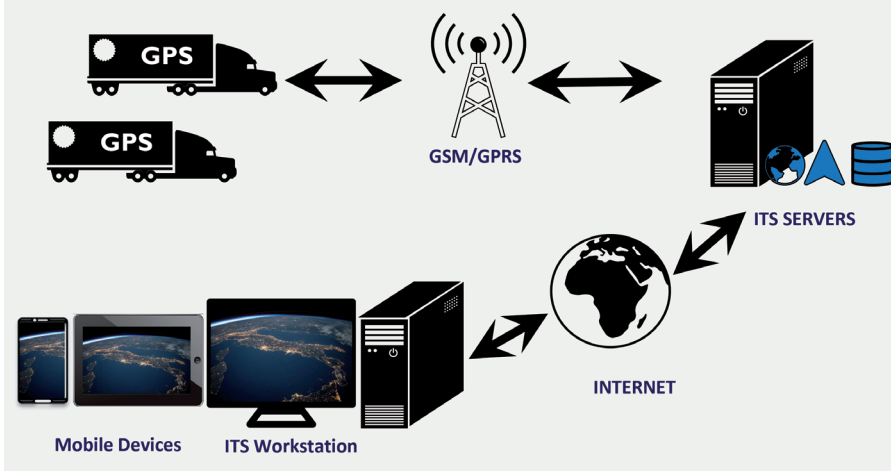 GPS
GPS
GSM/GPRS
ITS SERVERS
INTERNET
Mobile Devices
ITS Workstation